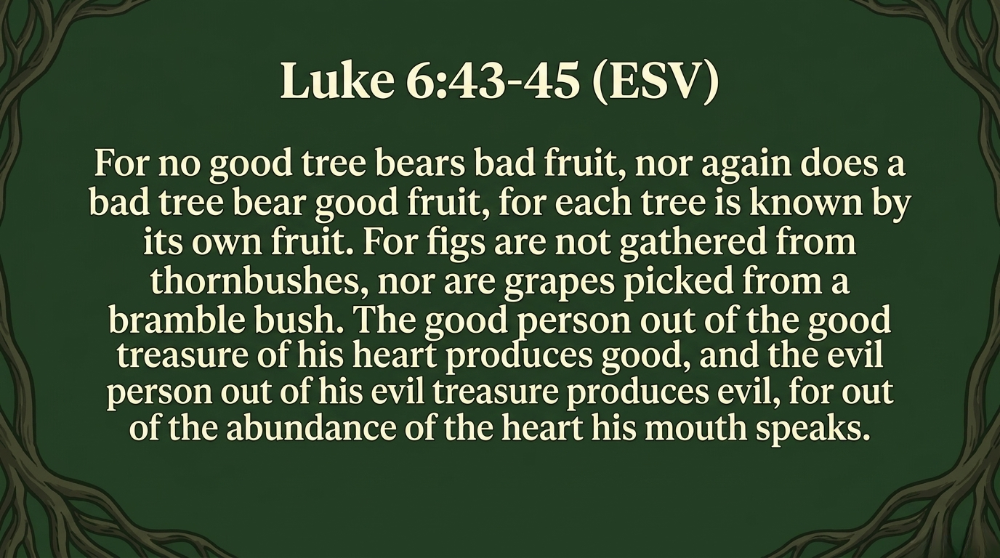 Luke 6:43-45 (ESV)
For no good tree bears bad fruit, nor again does a
bad tree bear good fruit, for each tree is known by
its own fruit. For figs are not gathered from
thornbushes, nor are grapes picked from a
bramble bush. The good person out of the good
treasure of his heart produces good, and the evil
person out of his evil treasure produces evil, for out
of the abundance of the heart his mouth speaks.